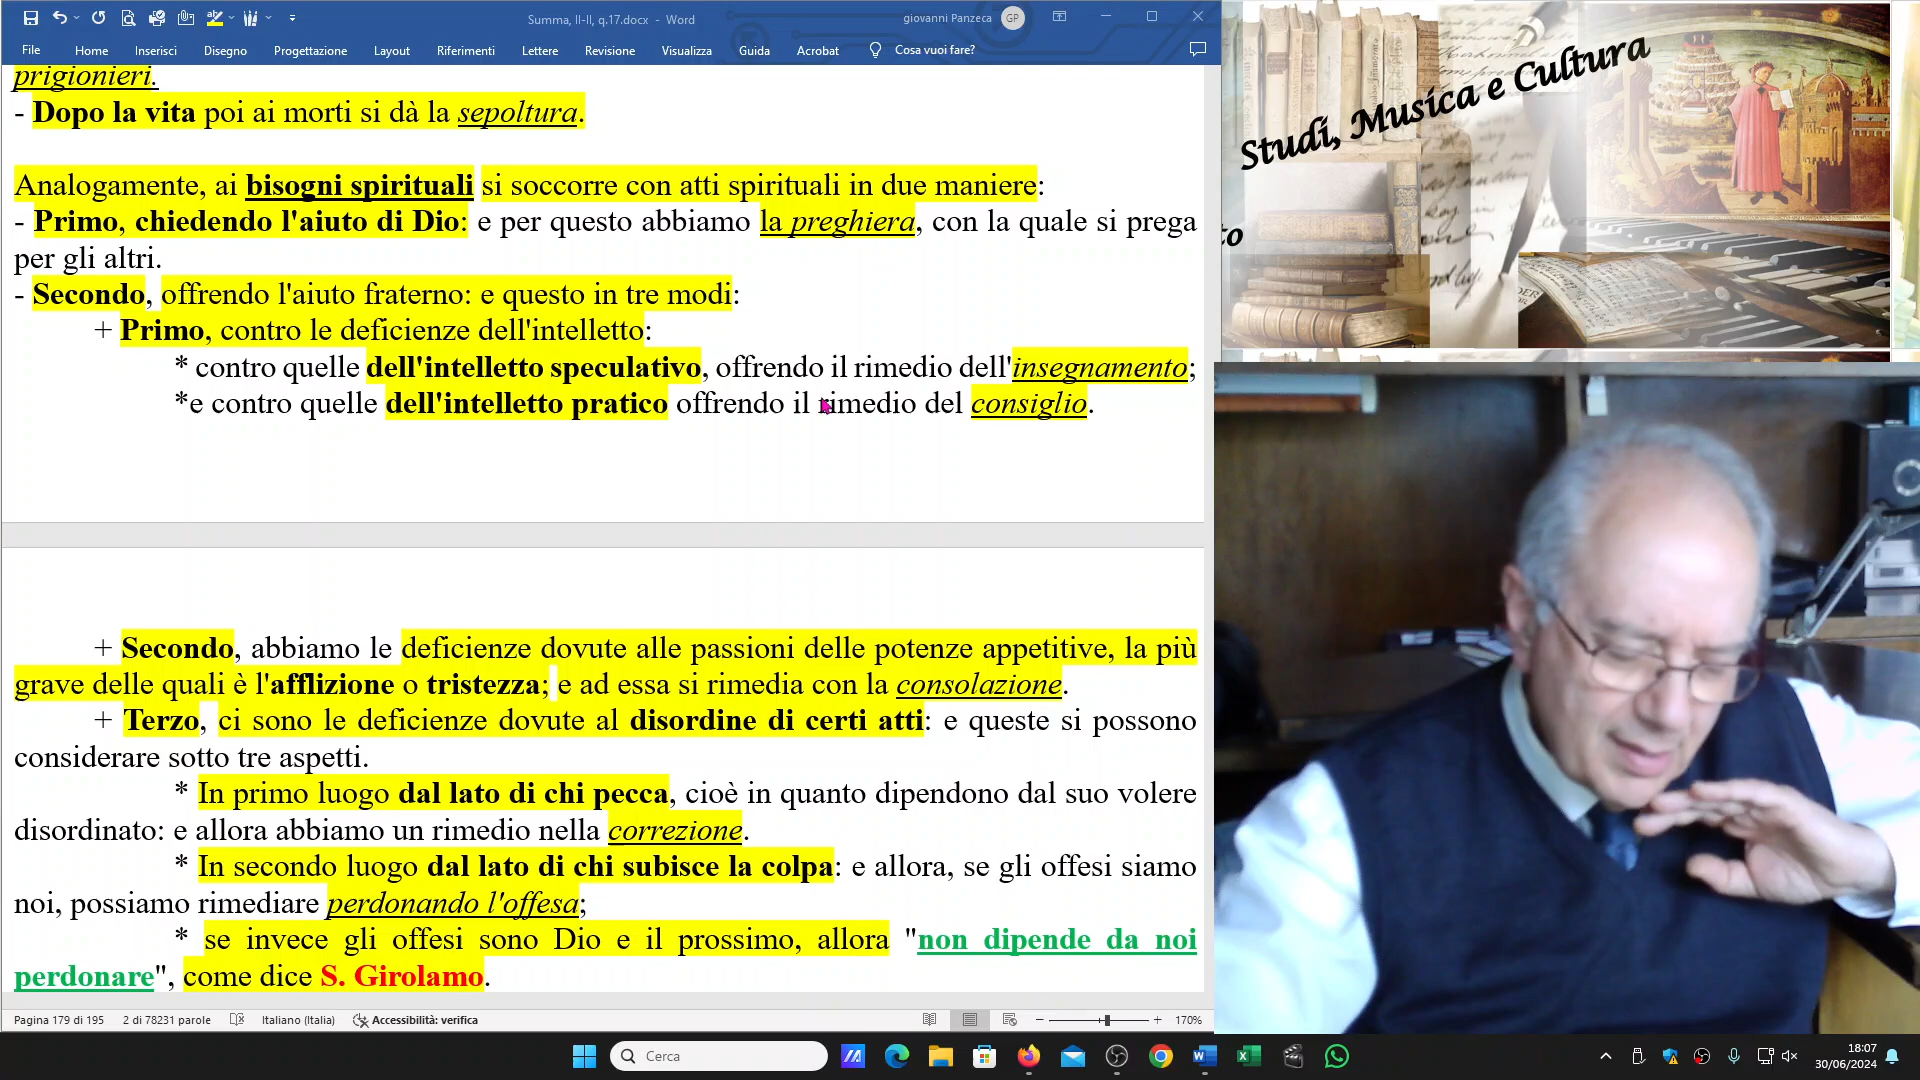 Summa, II-II, q.17.docx - Word
giovanni Panzeca GP
File Home Inserisci Disegno Progettazione Layout Riferimenti Lettere Revisione Visualizza Guida Acrobat Cosa vuoi fare?
prigionieri.
- Dopo la vita poi ai morti si dà la sepoltura.
Analogamente, ai bisogni spirituali si soccorre con atti spirituali in due maniere:
- Primo, chiedendo l'aiuto di Dio: e per questo abbiamo la preghiera, con la quale si prega
per gli altri.
- Secondo, offrendo l'aiuto fraterno: e questo in tre modi:
+ Primo, contro le deficienze dell'intelletto:
* contro quelle dell'intelletto speculativo, offrendo il rimedio dell'insegnamento;
*e contro quelle dell'intelletto pratico offrendo il rimedio del consiglio.
+ Secondo, abbiamo le deficienze dovute alle passioni delle potenze appetitive, la più
grave delle quali è l'afflizione o tristezza; e ad essa si rimedia con la consolazione.
+ Terzo, ci sono le deficienze dovute al disordine di certi atti: e queste si possono
considerare sotto tre aspetti.
* In primo luogo dal lato di chi pecca, cioè in quanto dipendono dal suo volere
disordinato: e allora abbiamo un rimedio nella correzione.
* In secondo luogo dal lato di chi subisce la colpa: e allora, se gli offesi siamo
noi, possiamo rimediare perdonando l'offesa;
* se invece gli offesi sono Dio e il prossimo, allora "non dipende da noi
perdonare", come dice S. Girolamo.
Pagina 179 di 195 2 di 78231 parole Italiano (Italia) Accessibilità: verifica 170%
Cerca
18:07
30/06/2024
Studi, Musica e Cultura
to